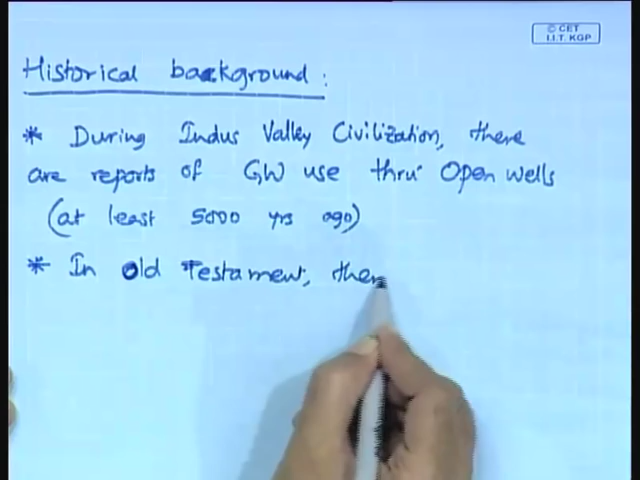 © CET
I.I.T. KGP
Historical background :
* During Indus Valley Civilization, there
are reports of GW use thru' Open wells
(at least 5000 yrs ago)
* In Old Testament, ther